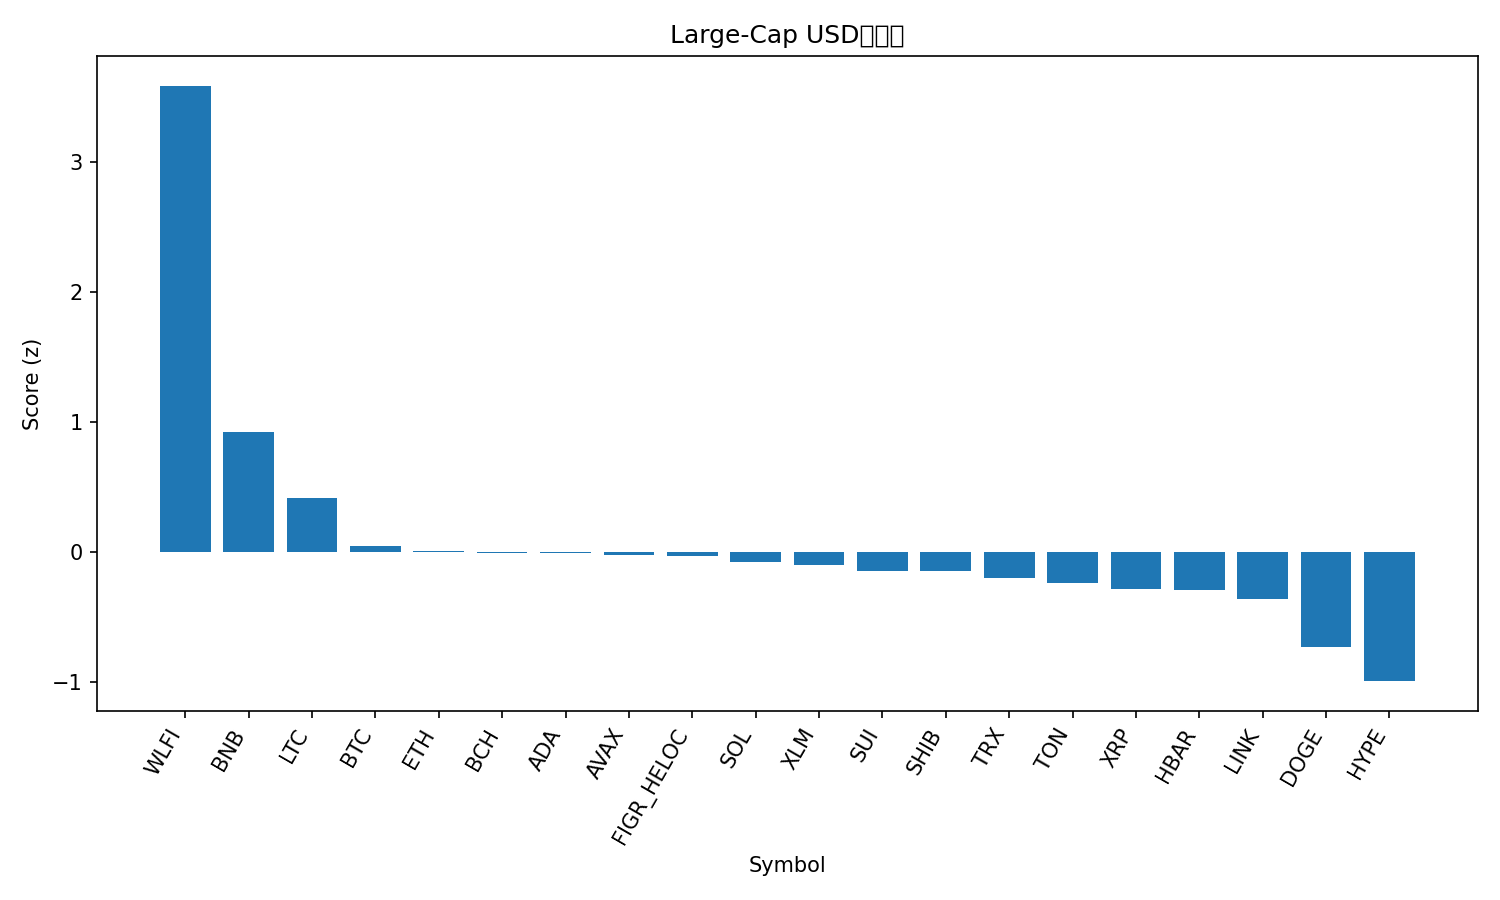 Large-Cap USD
Score (z)
3
2
1
0
−1
WLFI
BNB
LTC
BTC
ETH
BCH
ADA
AVAX
FIGR_HELOC
SOL
XLM
SUI
SHIB
TRX
TON
XRP
HBAR
LINK
DOGE
HYPE
Symbol